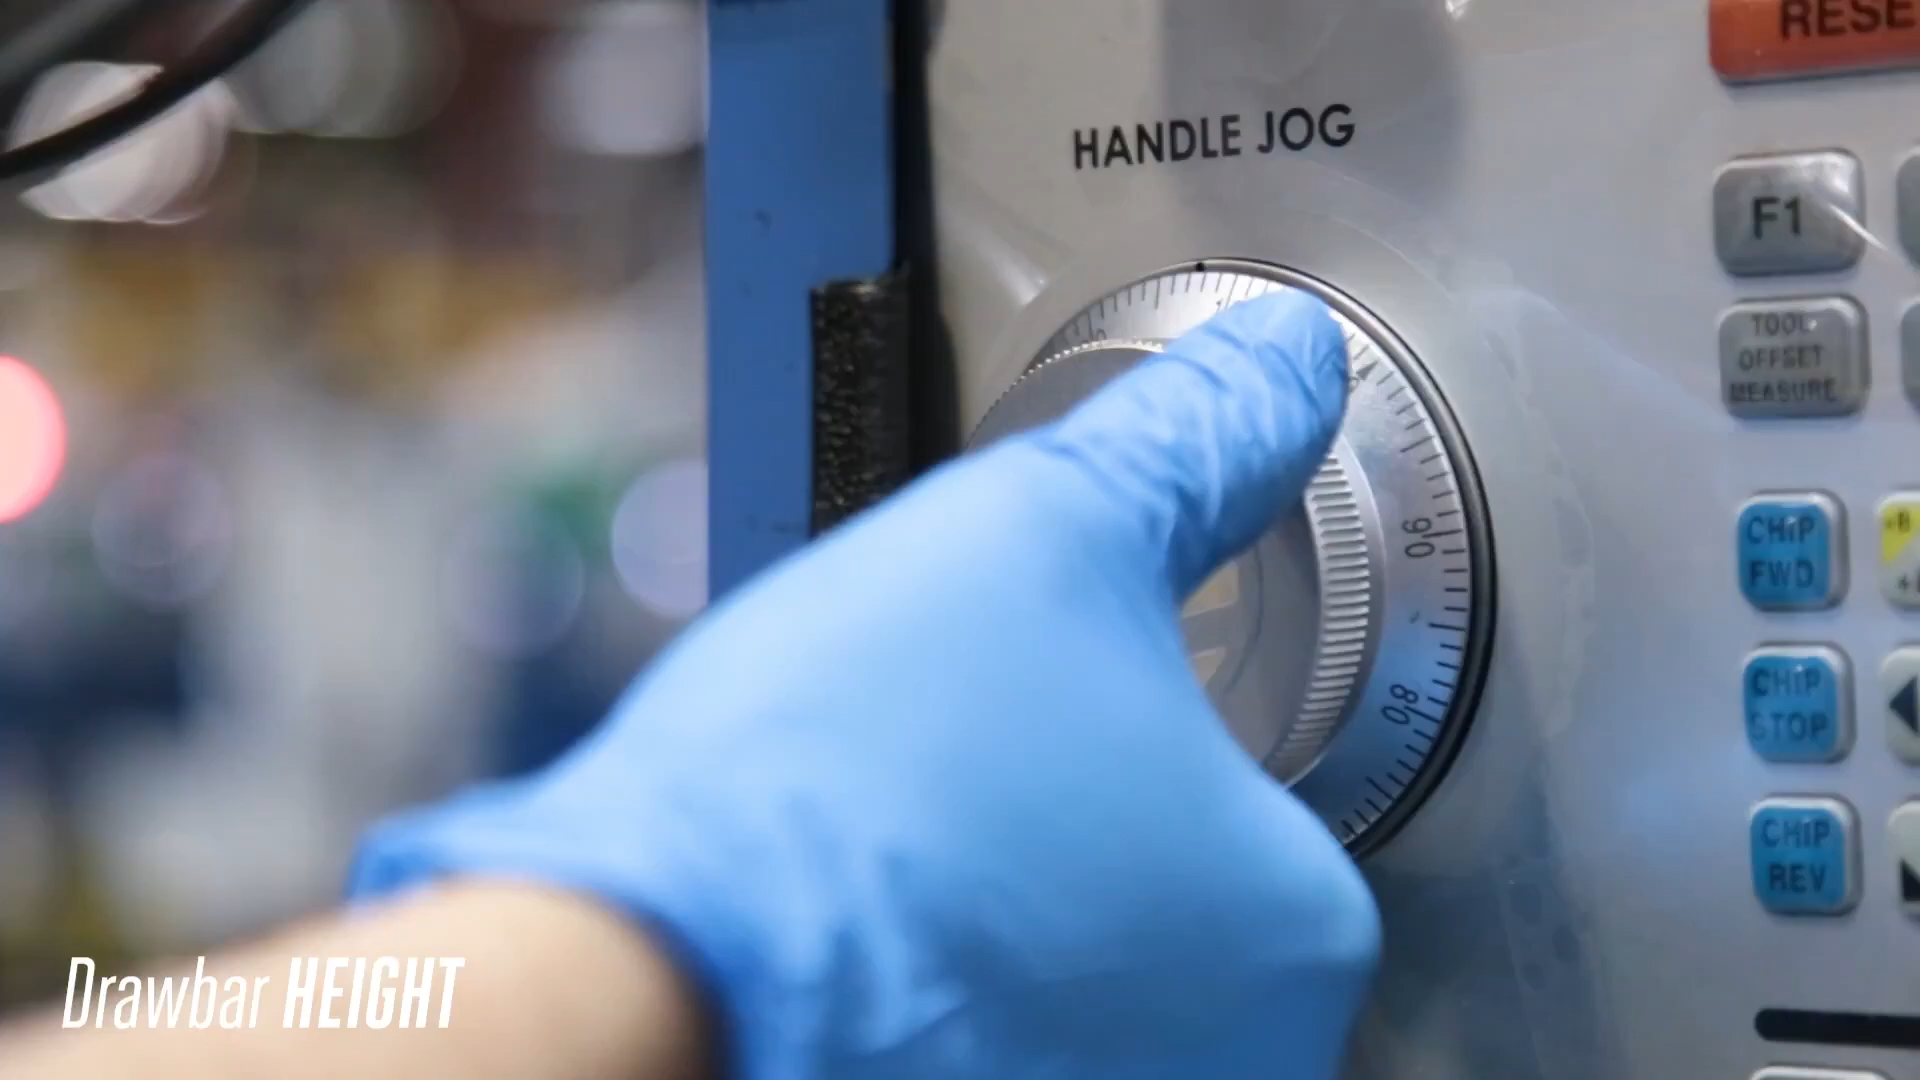 RESE
HANDLE JOG
F1
TOOL
OFFSET
MEASURE
90
80
CHIP
FWD
CHIP
STOP
CHIP
REV
Drawbar HEIGHT